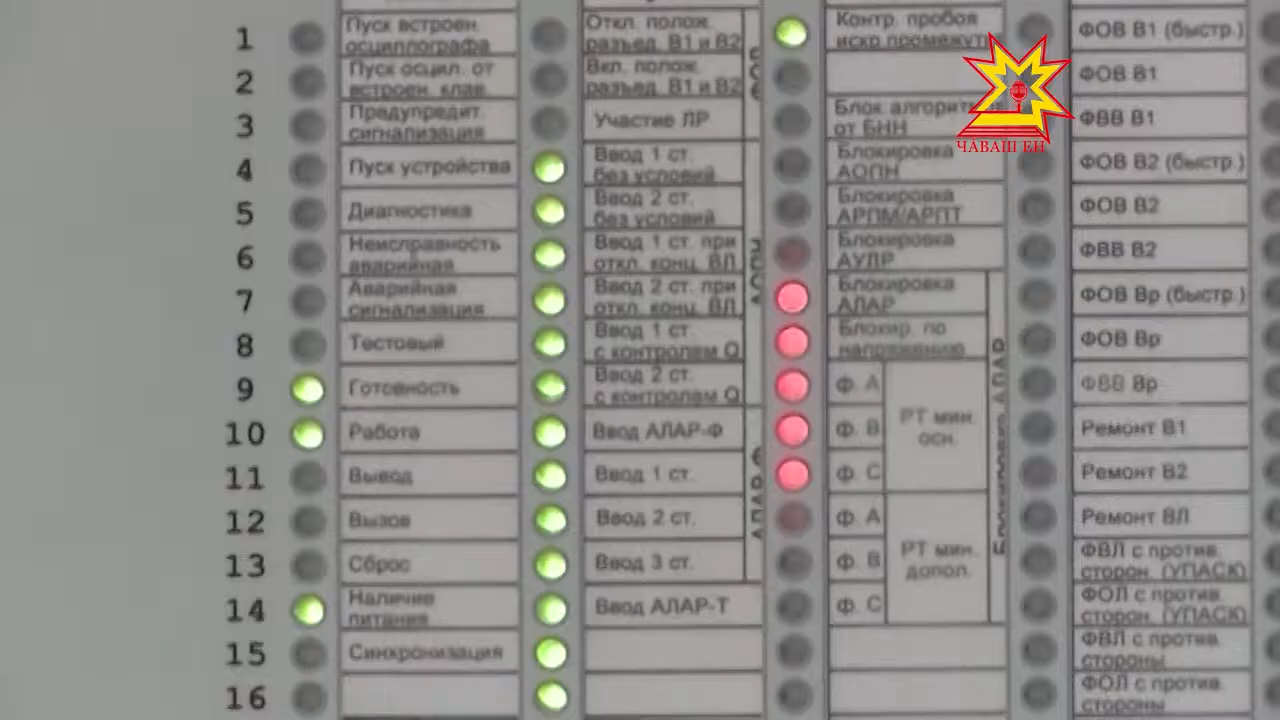 1
Пуск встроен.
осциллографа
Откл. полож.
разъед. В1 и В2
Контр. пробоя
искр промежут
ФОВ В1 (быстр.)
2
Пуск осцил. от
встроен. клав.
Вкл. полож.
разъед. В1 и В2
ФОВ В1
3
Предупредит.
сигнализация
Участие ЛР
Блок. алгоритм
от БНН
ФВВ В1
ЧĂВАШ ЕН
4
Пуск устройства
Ввод 1 ст.
без условий
Блокировка
АОПН
ФОВ В2 (быстр.)
5
Диагностика
Ввод 2 ст.
без условий
Блокировка
АРПМ/АРПТ
ФОВ В2
6
Неисправность
аварийная
Ввод 1 ст. при
откл. конц. ВЛ
Блокировка
АУЛР
ФВВ В2
7
Аварийная
сигнализация
Ввод 2 ст. при
откл. конц. ВЛ
Блокировка
АЛАР
ФОВ Вр (быстр.)
8
Тестовый
Ввод 1 ст.
с контролам Q
Блокир. по
напряжению
ФОВ Вр
9
Готовность
Ввод 2 ст.
с контролам Q
ф. А
РТ мин.
осн.
ФВВ Вр
10
Работа
Ввод АЛАР-Ф
ф. В
Ремонт В1
11
Вывод
Ввод 1 ст.
ф. С
Ремонт В2
12
Вызов
Ввод 2 ст.
ф. А
РТ мин.
допол.
Ремонт ВЛ
13
Сброс
Ввод 3 ст.
ф. В
ФВЛ с против.
сторон. (УПАСК)
14
Наличие
питания
Ввод АЛАР-Т
ф. С
ФОЛ с против.
сторон. (УПАСК)
15
Синхронизация
ФВЛ с против.
стороны
16
ФОЛ с против.
стороны